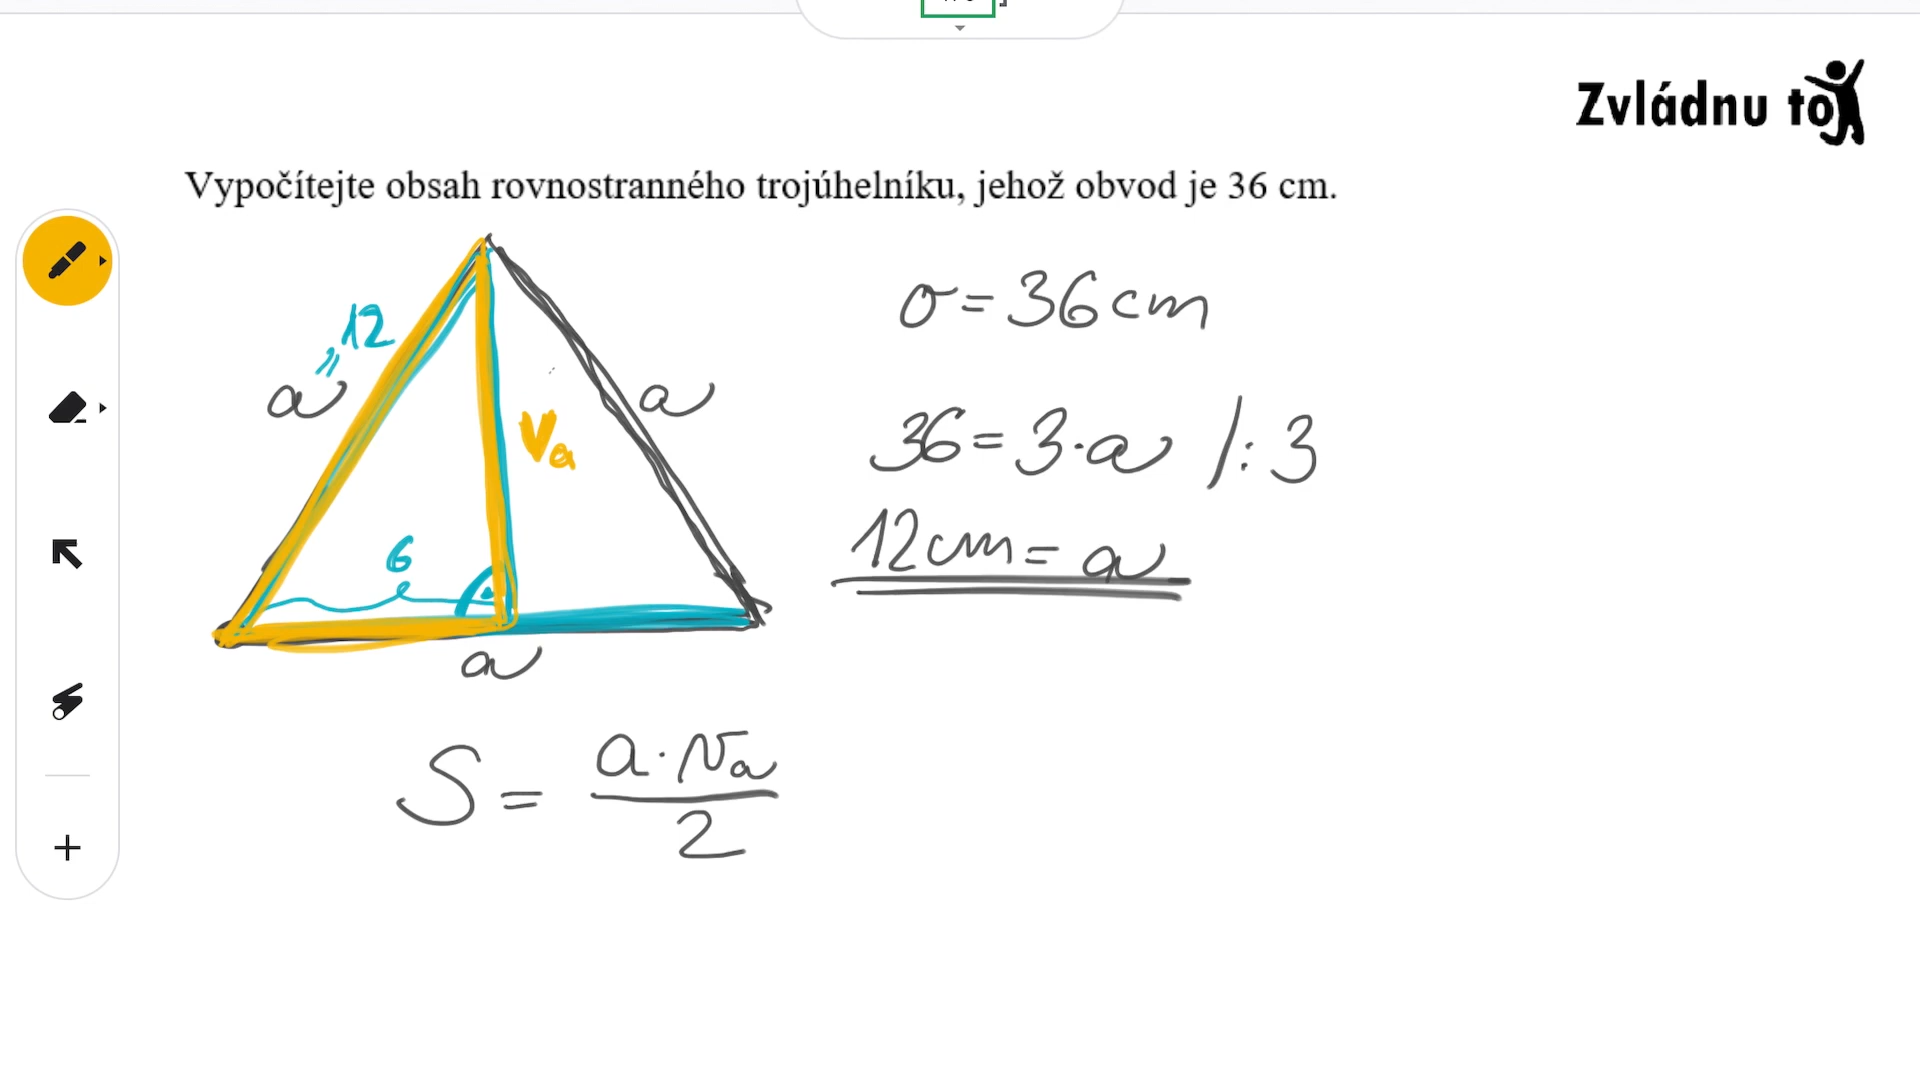 Zvládnu to
Vypočítejte obsah rovnostranného trojúhelníku, jehož obvod je 36 cm.
o = 36 cm
12
=
a
a
36 = 3 · a / : 3
va
12 cm = a
6
a
S = a · va / 2